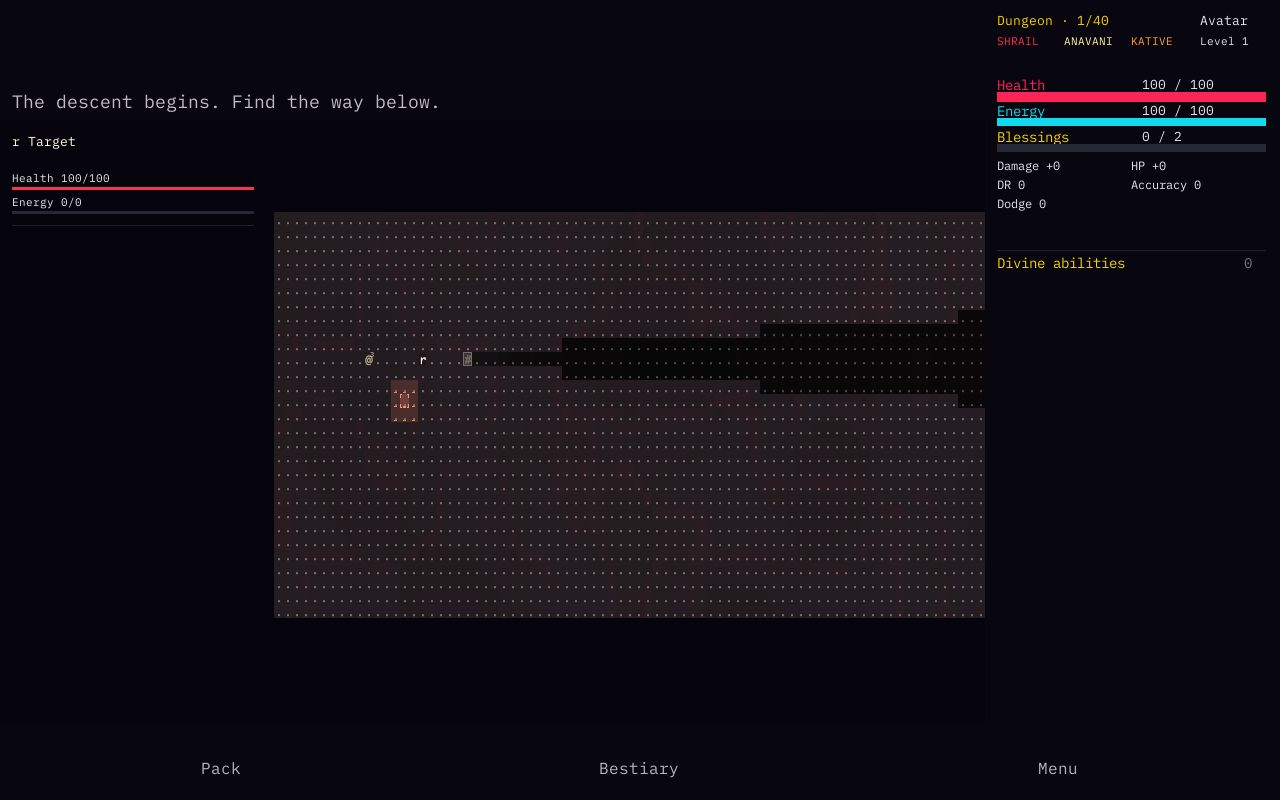 Dungeon · 1/40 Avatar
SHRAIL ANAVANI KATIVE Level 1
The descent begins. Find the way below.
r Target
Health 100/100
Energy 0/0
Health 100 / 100
Energy 100 / 100
Blessings 0 / 2
Damage +0 HP +0
DR 0 Accuracy 0
Dodge 0
Divine abilities 0
@ r #
Pack Bestiary Menu